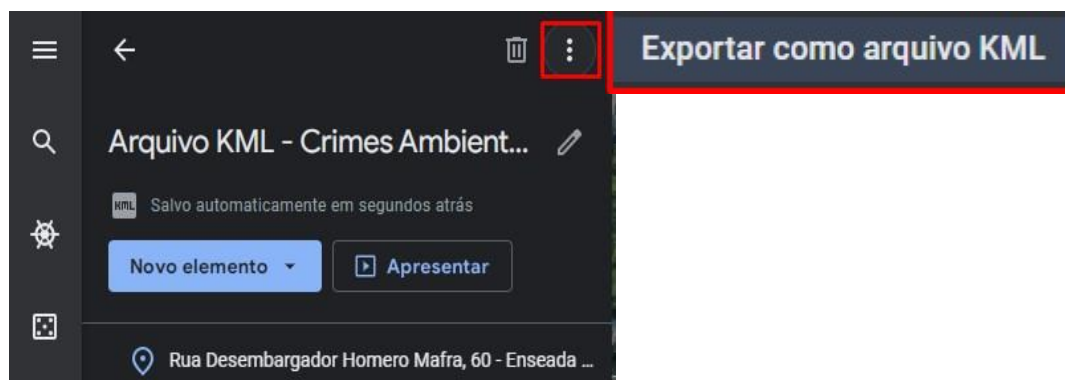 Exportar como arquivo KML
Arquivo KML - Crimes Ambient...
KML Salvo automaticamente em segundos atrás
Novo elemento
Apresentar
Rua Desembargador Homero Mafra, 60 - Enseada ...